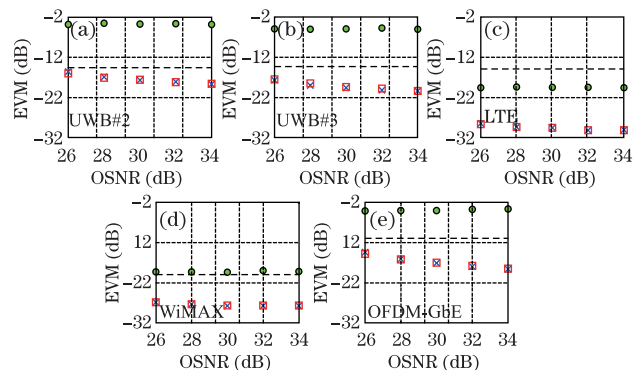 (a)
EVM (dB)
−2
−12
−22
−32
UWB#2
26 28 30 32 34
OSNR (dB)
(b)
EVM (dB)
−2
−12
−22
−32
UWB#3
26 28 30 32 34
OSNR (dB)
(c)
EVM (dB)
−2
−12
−22
−32
LTE
26 28 30 32 34
OSNR (dB)
(d)
EVM (dB)
−2
12
−22
−32
WiMAX
26 28 30 32 34
OSNR (dB)
(e)
EVM (dB)
−2
12
−22
−32
OFDM-GbE
26 28 30 32 34
OSNR (dB)